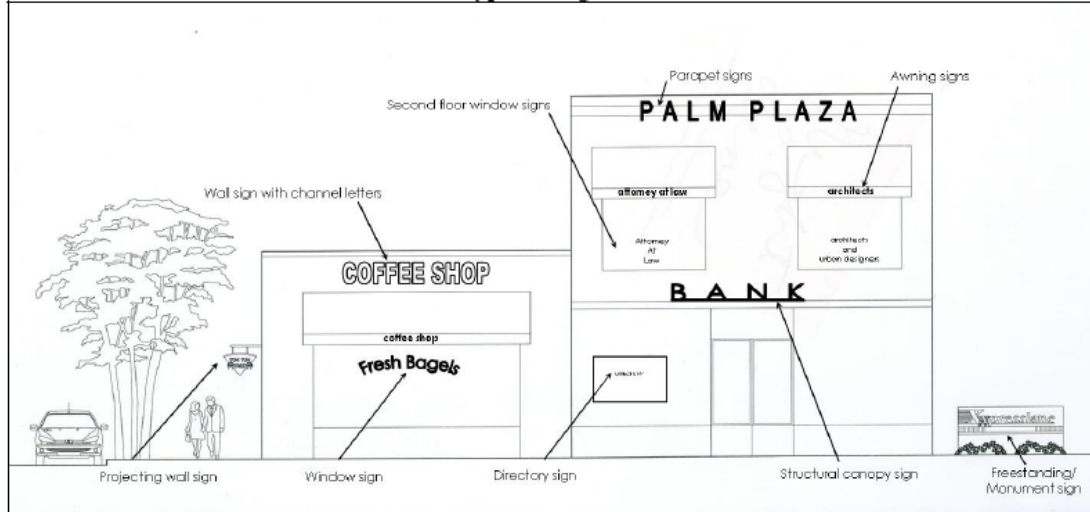 Parapet signs
Awning signs
Second floor window signs
PALM PLAZA
Wall sign with channel letters
attorney at law
architects
Attorney
At
Law
architects
and
urban designers
COFFEE SHOP
BANK
coffee shop
Fresh Bagels
DIRECTORY
Xpresslane
Projecting wall sign
Window sign
Directory sign
Structural canopy sign
Freestanding/
Monument sign